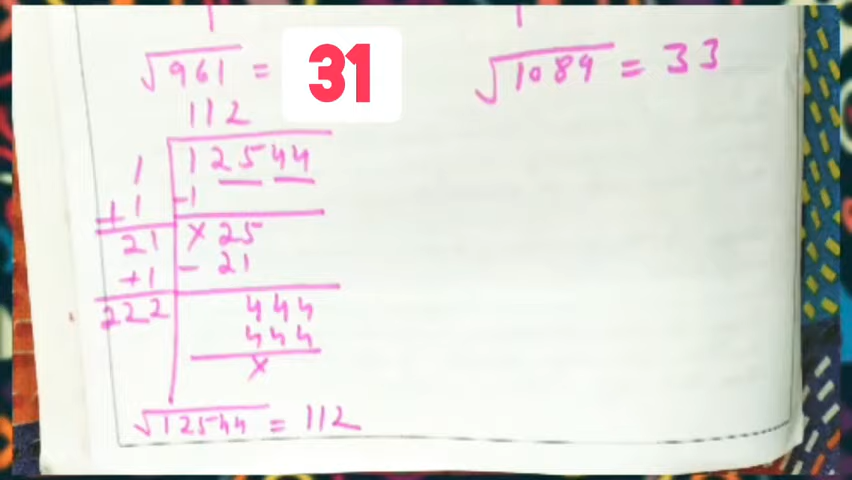 √961 = 31
√1089 = 33
112
1 12544
+1 -1
21 × 25
+1 - 21
222 444
444
×
√12544 = 112